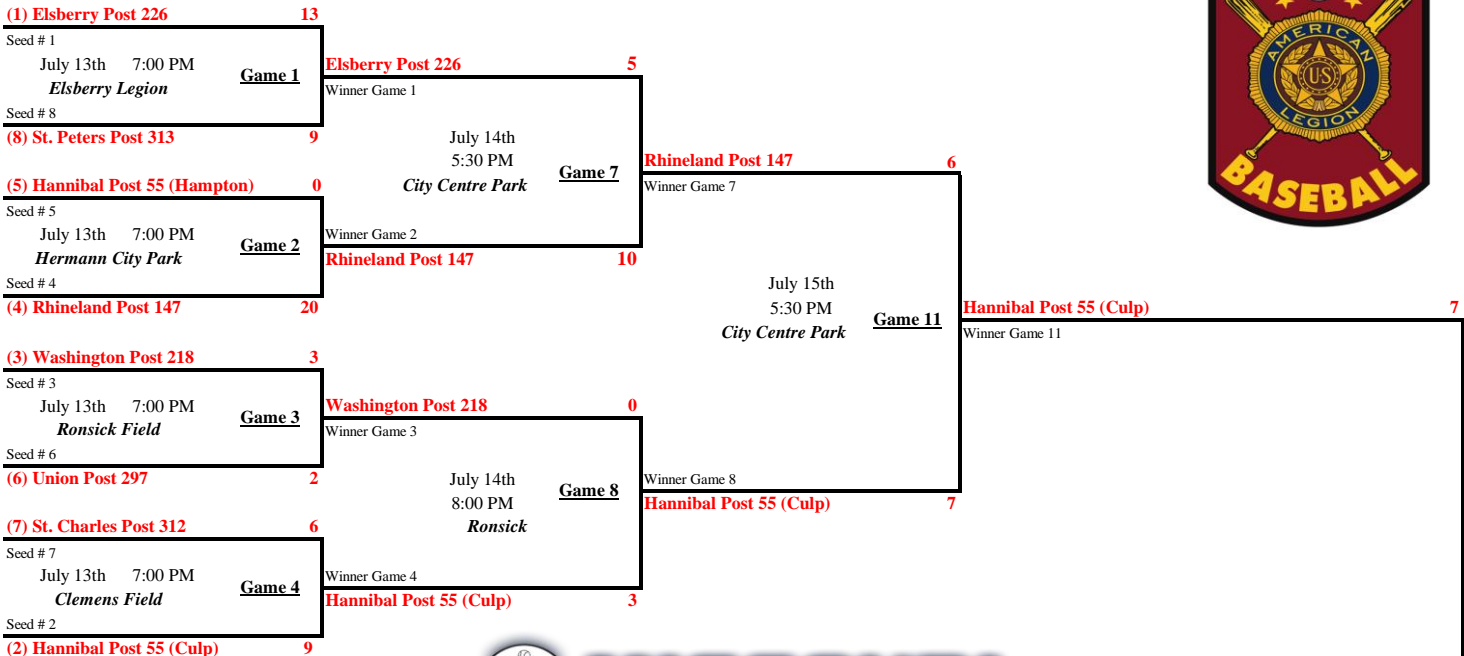 (1) Elsberry Post 226 13
Seed # 1
July 13th 7:00 PM
Game 1
Elsberry Legion
Seed # 8
(8) St. Peters Post 313 9
Elsberry Post 226 5
Winner Game 1
July 14th
5:30 PM
Game 7
City Centre Park
(5) Hannibal Post 55 (Hampton) 0
Seed # 5
July 13th 7:00 PM
Game 2
Hermann City Park
Seed # 4
(4) Rhineland Post 147 20
Winner Game 2
Rhineland Post 147 10
Rhineland Post 147 6
Winner Game 7
July 15th
5:30 PM
Game 11
City Centre Park
(3) Washington Post 218 3
Seed # 3
July 13th 7:00 PM
Game 3
Ronsick Field
Seed # 6
(6) Union Post 297 2
Washington Post 218 0
Winner Game 3
July 14th
8:00 PM
Game 8
Ronsick
(7) St. Charles Post 312 6
Seed # 7
July 13th 7:00 PM
Game 4
Clemens Field
Seed # 2
(2) Hannibal Post 55 (Culp) 9
Winner Game 4
Hannibal Post 55 (Culp) 3
Winner Game 8
Hannibal Post 55 (Culp) 7
Hannibal Post 55 (Culp) 7
Winner Game 11
AMERICAN
US
LEGION
BASEBALL